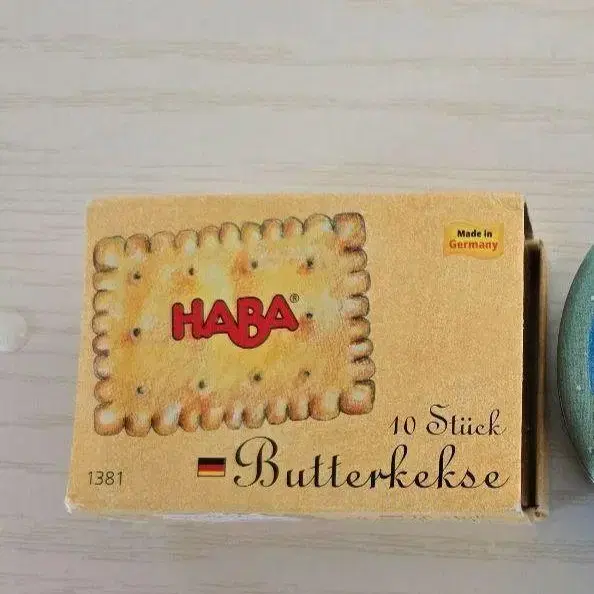 Made in
Germany
HABA®
10 Stück
Butterkekse
1381